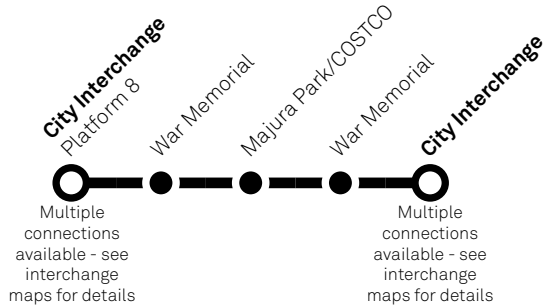 City Interchange
Platform 8
War Memorial
Majura Park/COSTCO
War Memorial
City Interchange
Multiple
connections
available - see
interchange
maps for details
Multiple
connections
available - see
interchange
maps for details